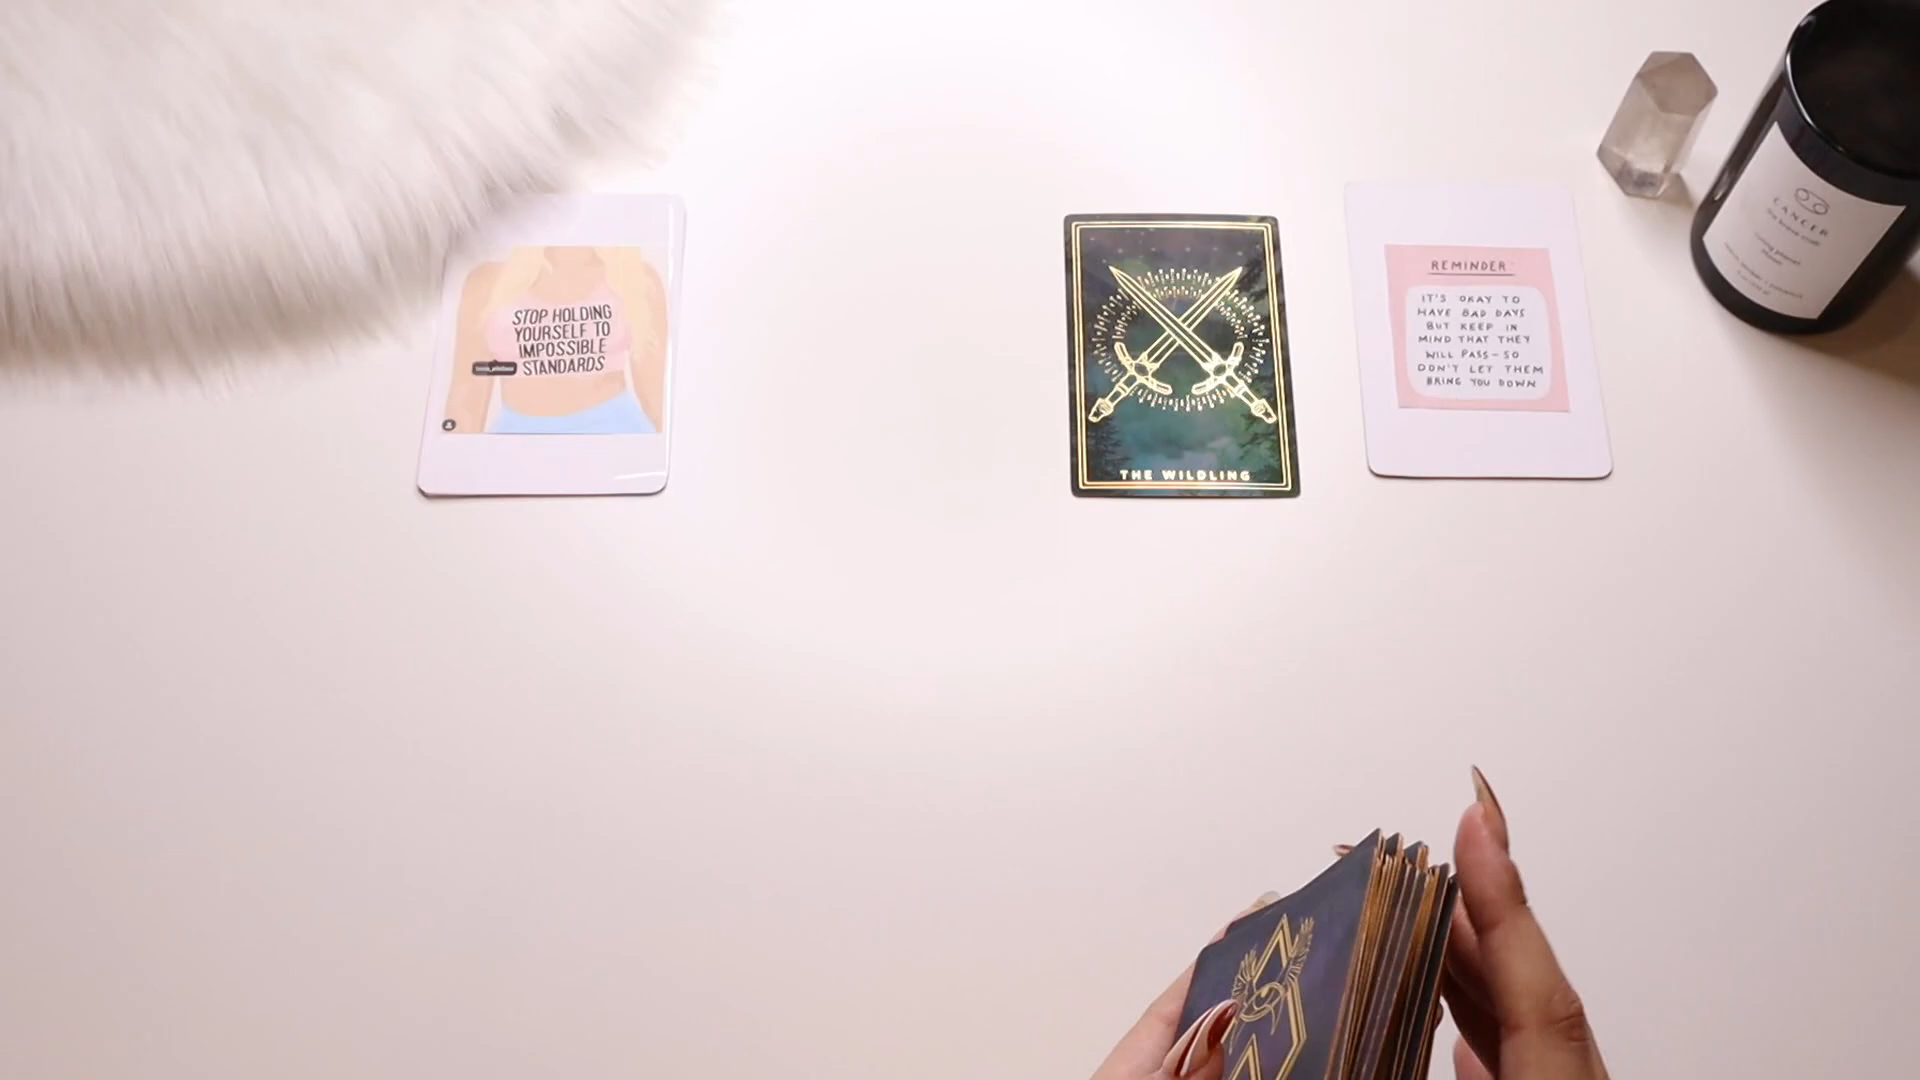 STOP HOLDING
YOURSELF TO
IMPOSSIBLE
STANDARDS
THE WILDLING
REMINDER
IT'S OKAY TO
HAVE BAD DAYS
BUT KEEP IN
MIND THAT THEY
WILL PASS - SO
DON'T LET THEM
BRING YOU DOWN
CANCER